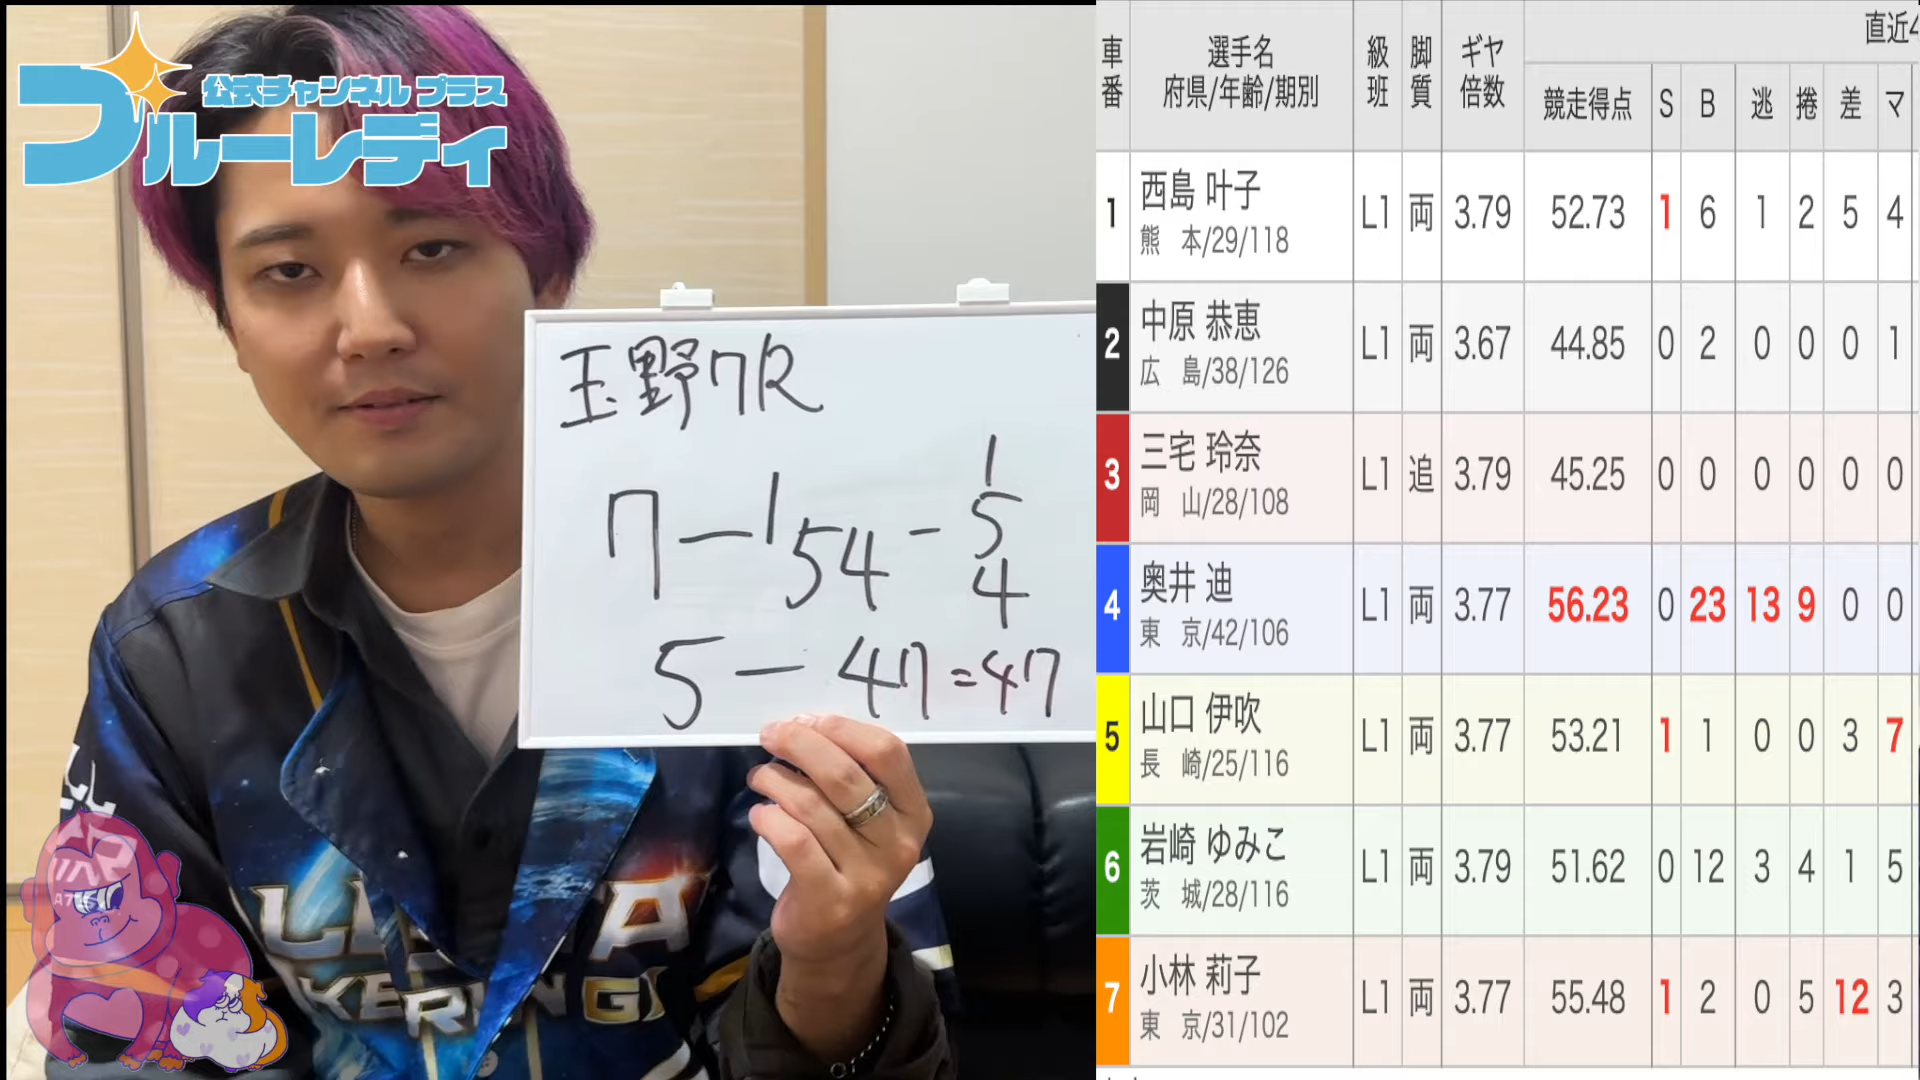 公式チャンネル プラス
ブルーレディ
玉野7R
7-154-154
5-47=47
KEIRIN G
車番 選手名 府県/年齢/期別 級班 脚質 ギヤ倍数 競走得点 S B 逃 捲 差 マ
直近4
1 西島 叶子 熊 本/29/118 L1 両 3.79 52.73 1 6 1 2 5 4
2 中原 恭恵 広 島/38/126 L1 両 3.67 44.85 0 2 0 0 0 1
3 三宅 玲奈 岡 山/28/108 L1 追 3.79 45.25 0 0 0 0 0 0
4 奥井 迪 東 京/42/106 L1 両 3.77 56.23 0 23 13 9 0 0
5 山口 伊吹 長 崎/25/116 L1 両 3.77 53.21 1 1 0 0 3 7
6 岩崎 ゆみこ 茨 城/28/116 L1 両 3.79 51.62 0 12 3 4 1 5
7 小林 莉子 東 京/31/102 L1 両 3.77 55.48 1 2 0 5 12 3